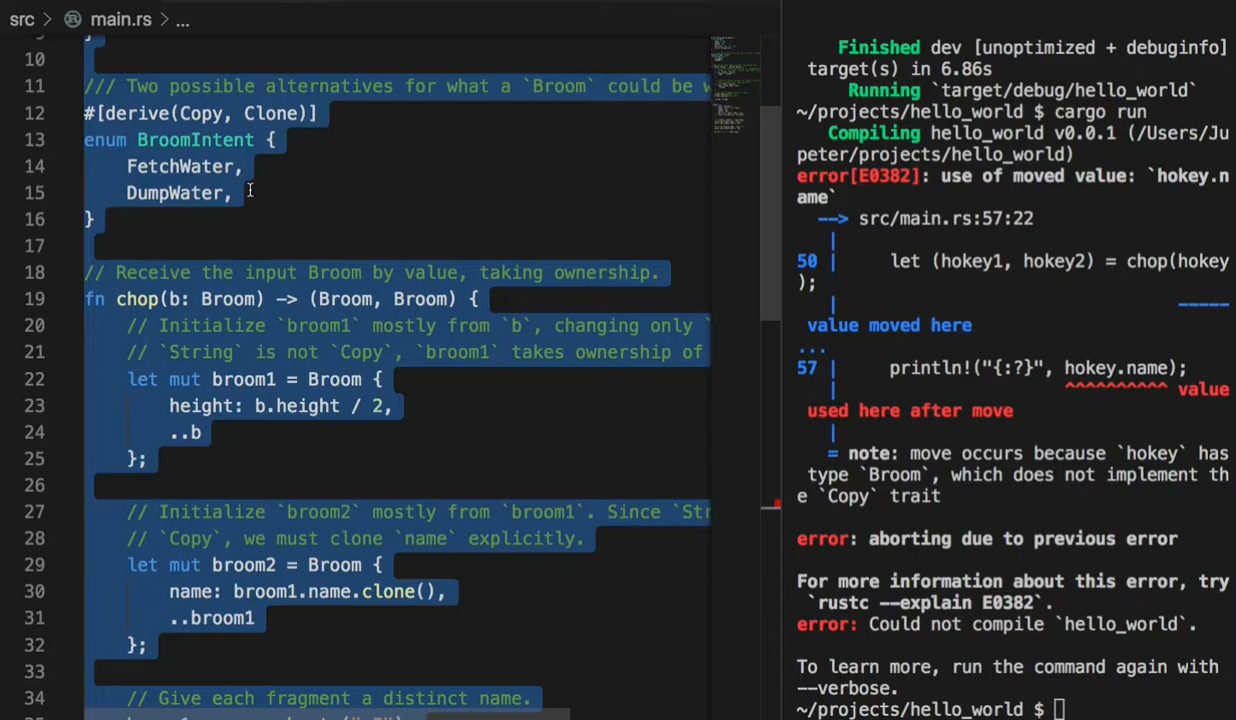 src > main.rs > ...
10
11 /// Two possible alternatives for what a `Broom` could be w
12 #[derive(Copy, Clone)]
13 enum BroomIntent {
14 FetchWater,
15 DumpWater,
16 }
17
18 // Receive the input Broom by value, taking ownership.
19 fn chop(b: Broom) -> (Broom, Broom) {
20 // Initialize `broom1` mostly from `b`, changing only `
21 // `String` is not `Copy`, `broom1` takes ownership of
22 let mut broom1 = Broom {
23 height: b.height / 2,
24 ..b
25 };
26
27 // Initialize `broom2` mostly from `broom1`. Since `Str
28 // `Copy`, we must clone `name` explicitly.
29 let mut broom2 = Broom {
30 name: broom1.name.clone(),
31 ..broom1
32 };
33
34 // Give each fragment a distinct name.
Finished dev [unoptimized + debuginfo]
target(s) in 6.86s
Running `target/debug/hello_world`
~/projects/hello_world $ cargo run
Compiling hello_world v0.0.1 (/Users/Ju
peter/projects/hello_world)
error[E0382]: use of moved value: `hokey.n
ame`
--> src/main.rs:57:22
|
50 | let (hokey1, hokey2) = chop(hokey
);
| -----
value moved here
...
57 | println!("{:?}", hokey.name);
| ^^^^^^^^^^ value
used here after move
|
= note: move occurs because `hokey` has
type `Broom`, which does not implement th
e `Copy` trait
error: aborting due to previous error
For more information about this error, try
`rustc --explain E0382`.
error: Could not compile `hello_world`.
To learn more, run the command again with
--verbose.
~/projects/hello_world $